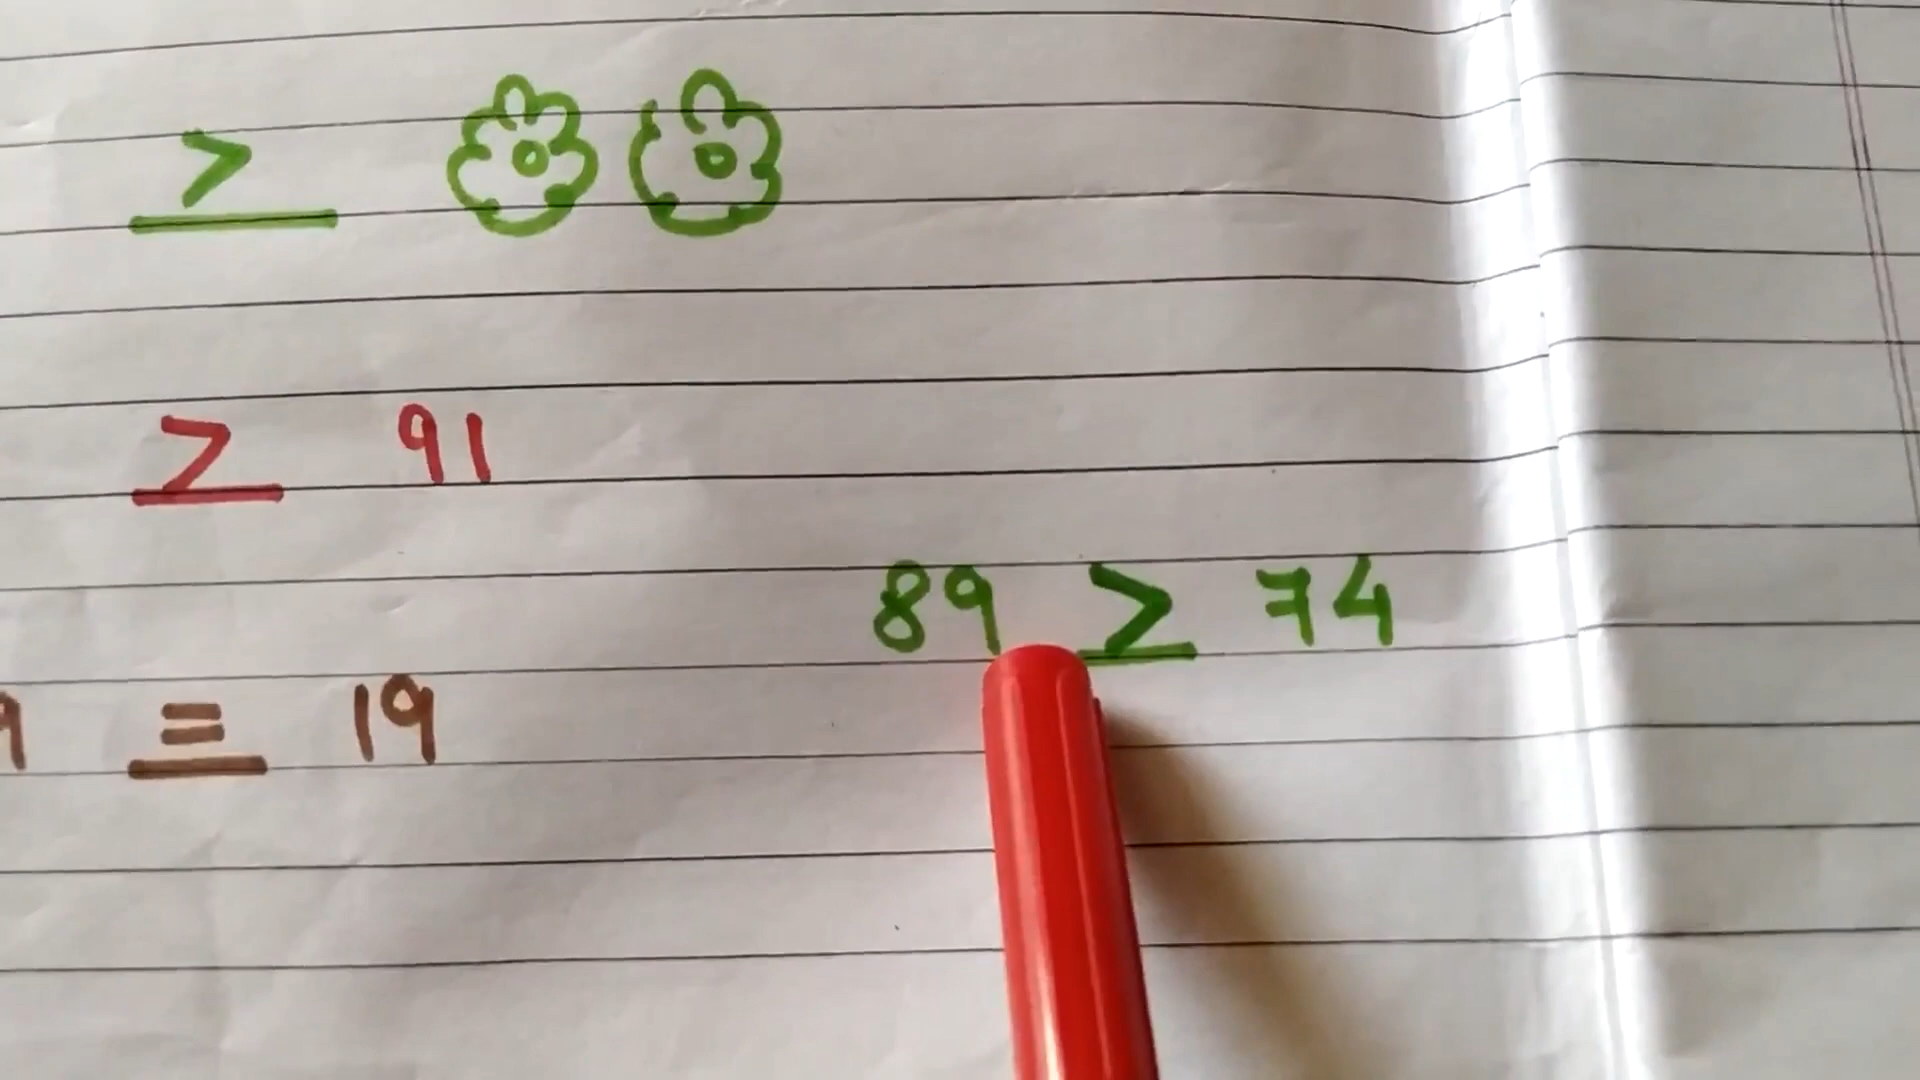 >
> 91
89 > 74
= 19